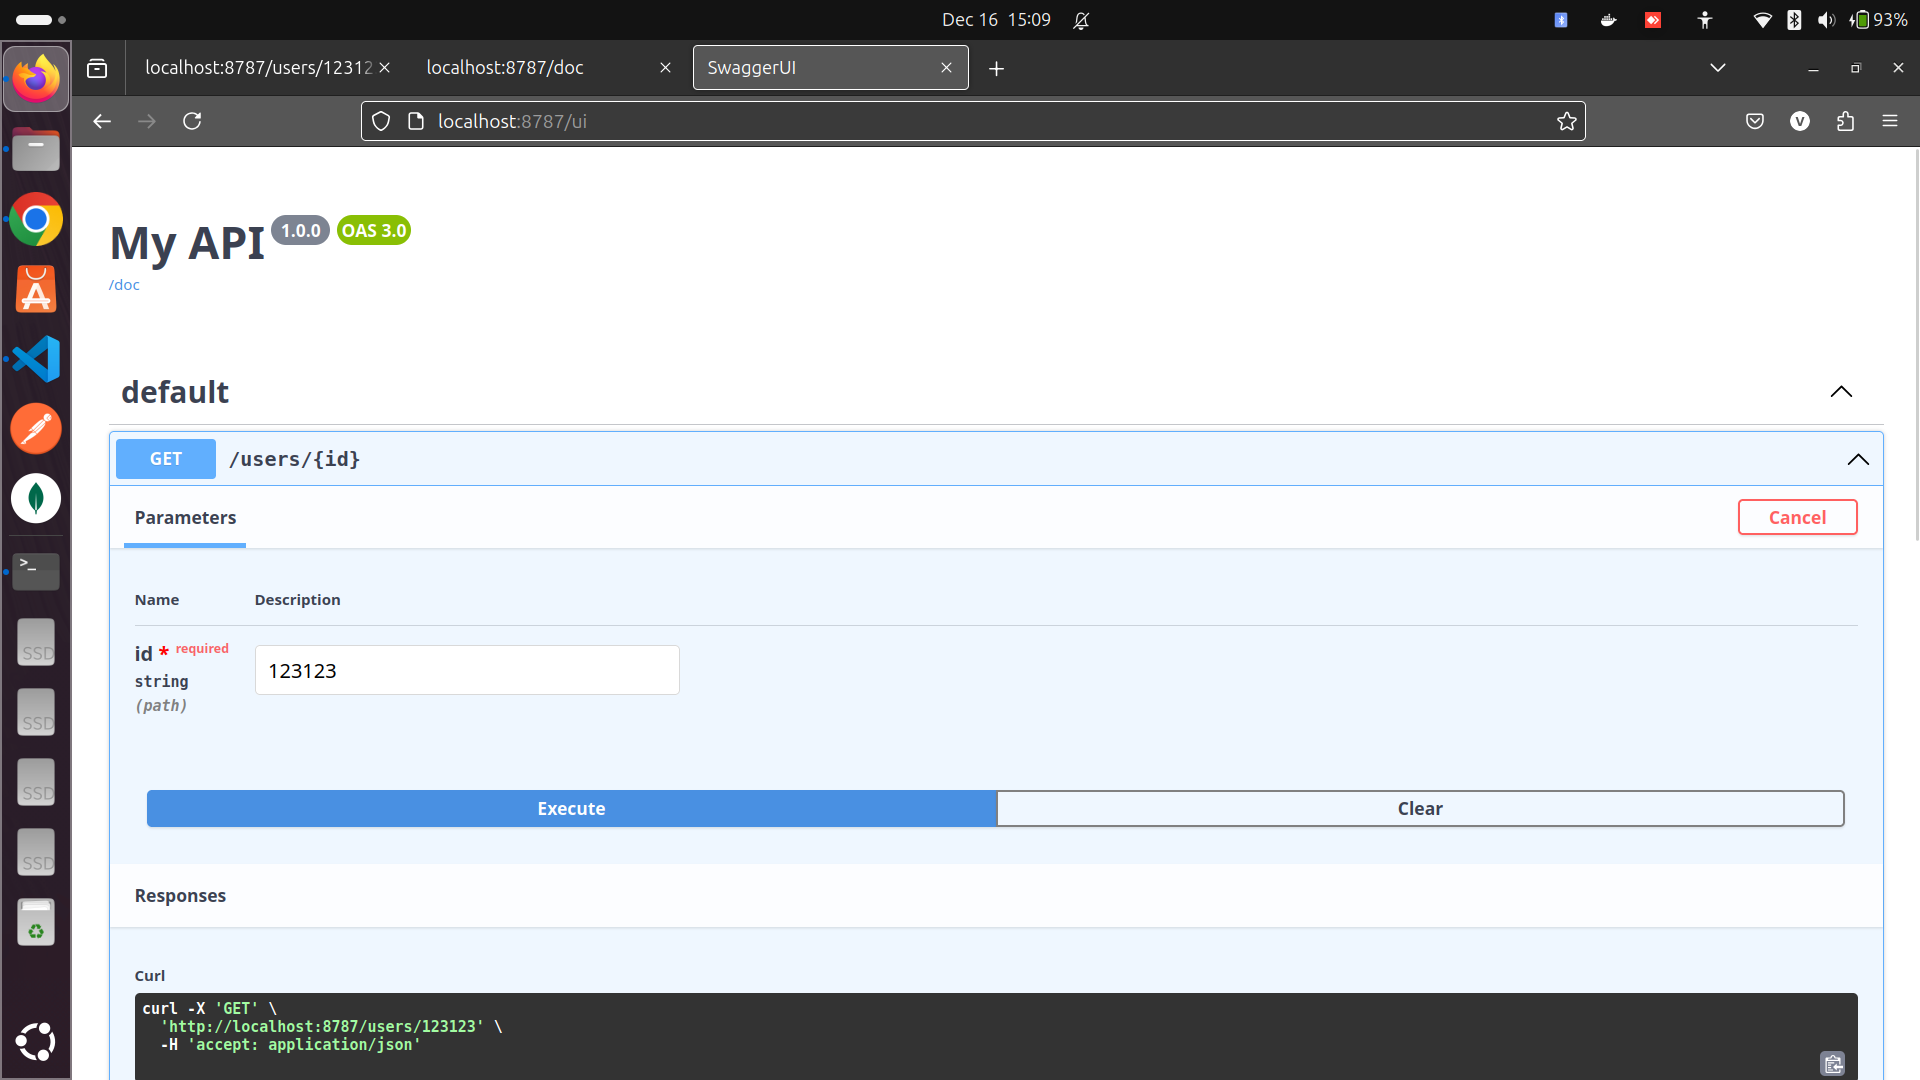 Dec 16 15:09
93%
localhost:8787/users/12312
localhost:8787/doc
SwaggerUI
localhost:8787/ui
V
My API 1.0.0 OAS 3.0
/doc
default
GET /users/{id}
Parameters
Cancel
Name Description
id * required
string
(path)
123123
Execute
Clear
Responses
Curl
curl -X 'GET' \
'http://localhost:8787/users/123123' \
-H 'accept: application/json'
>_
SSD
SSD
SSD
SSD